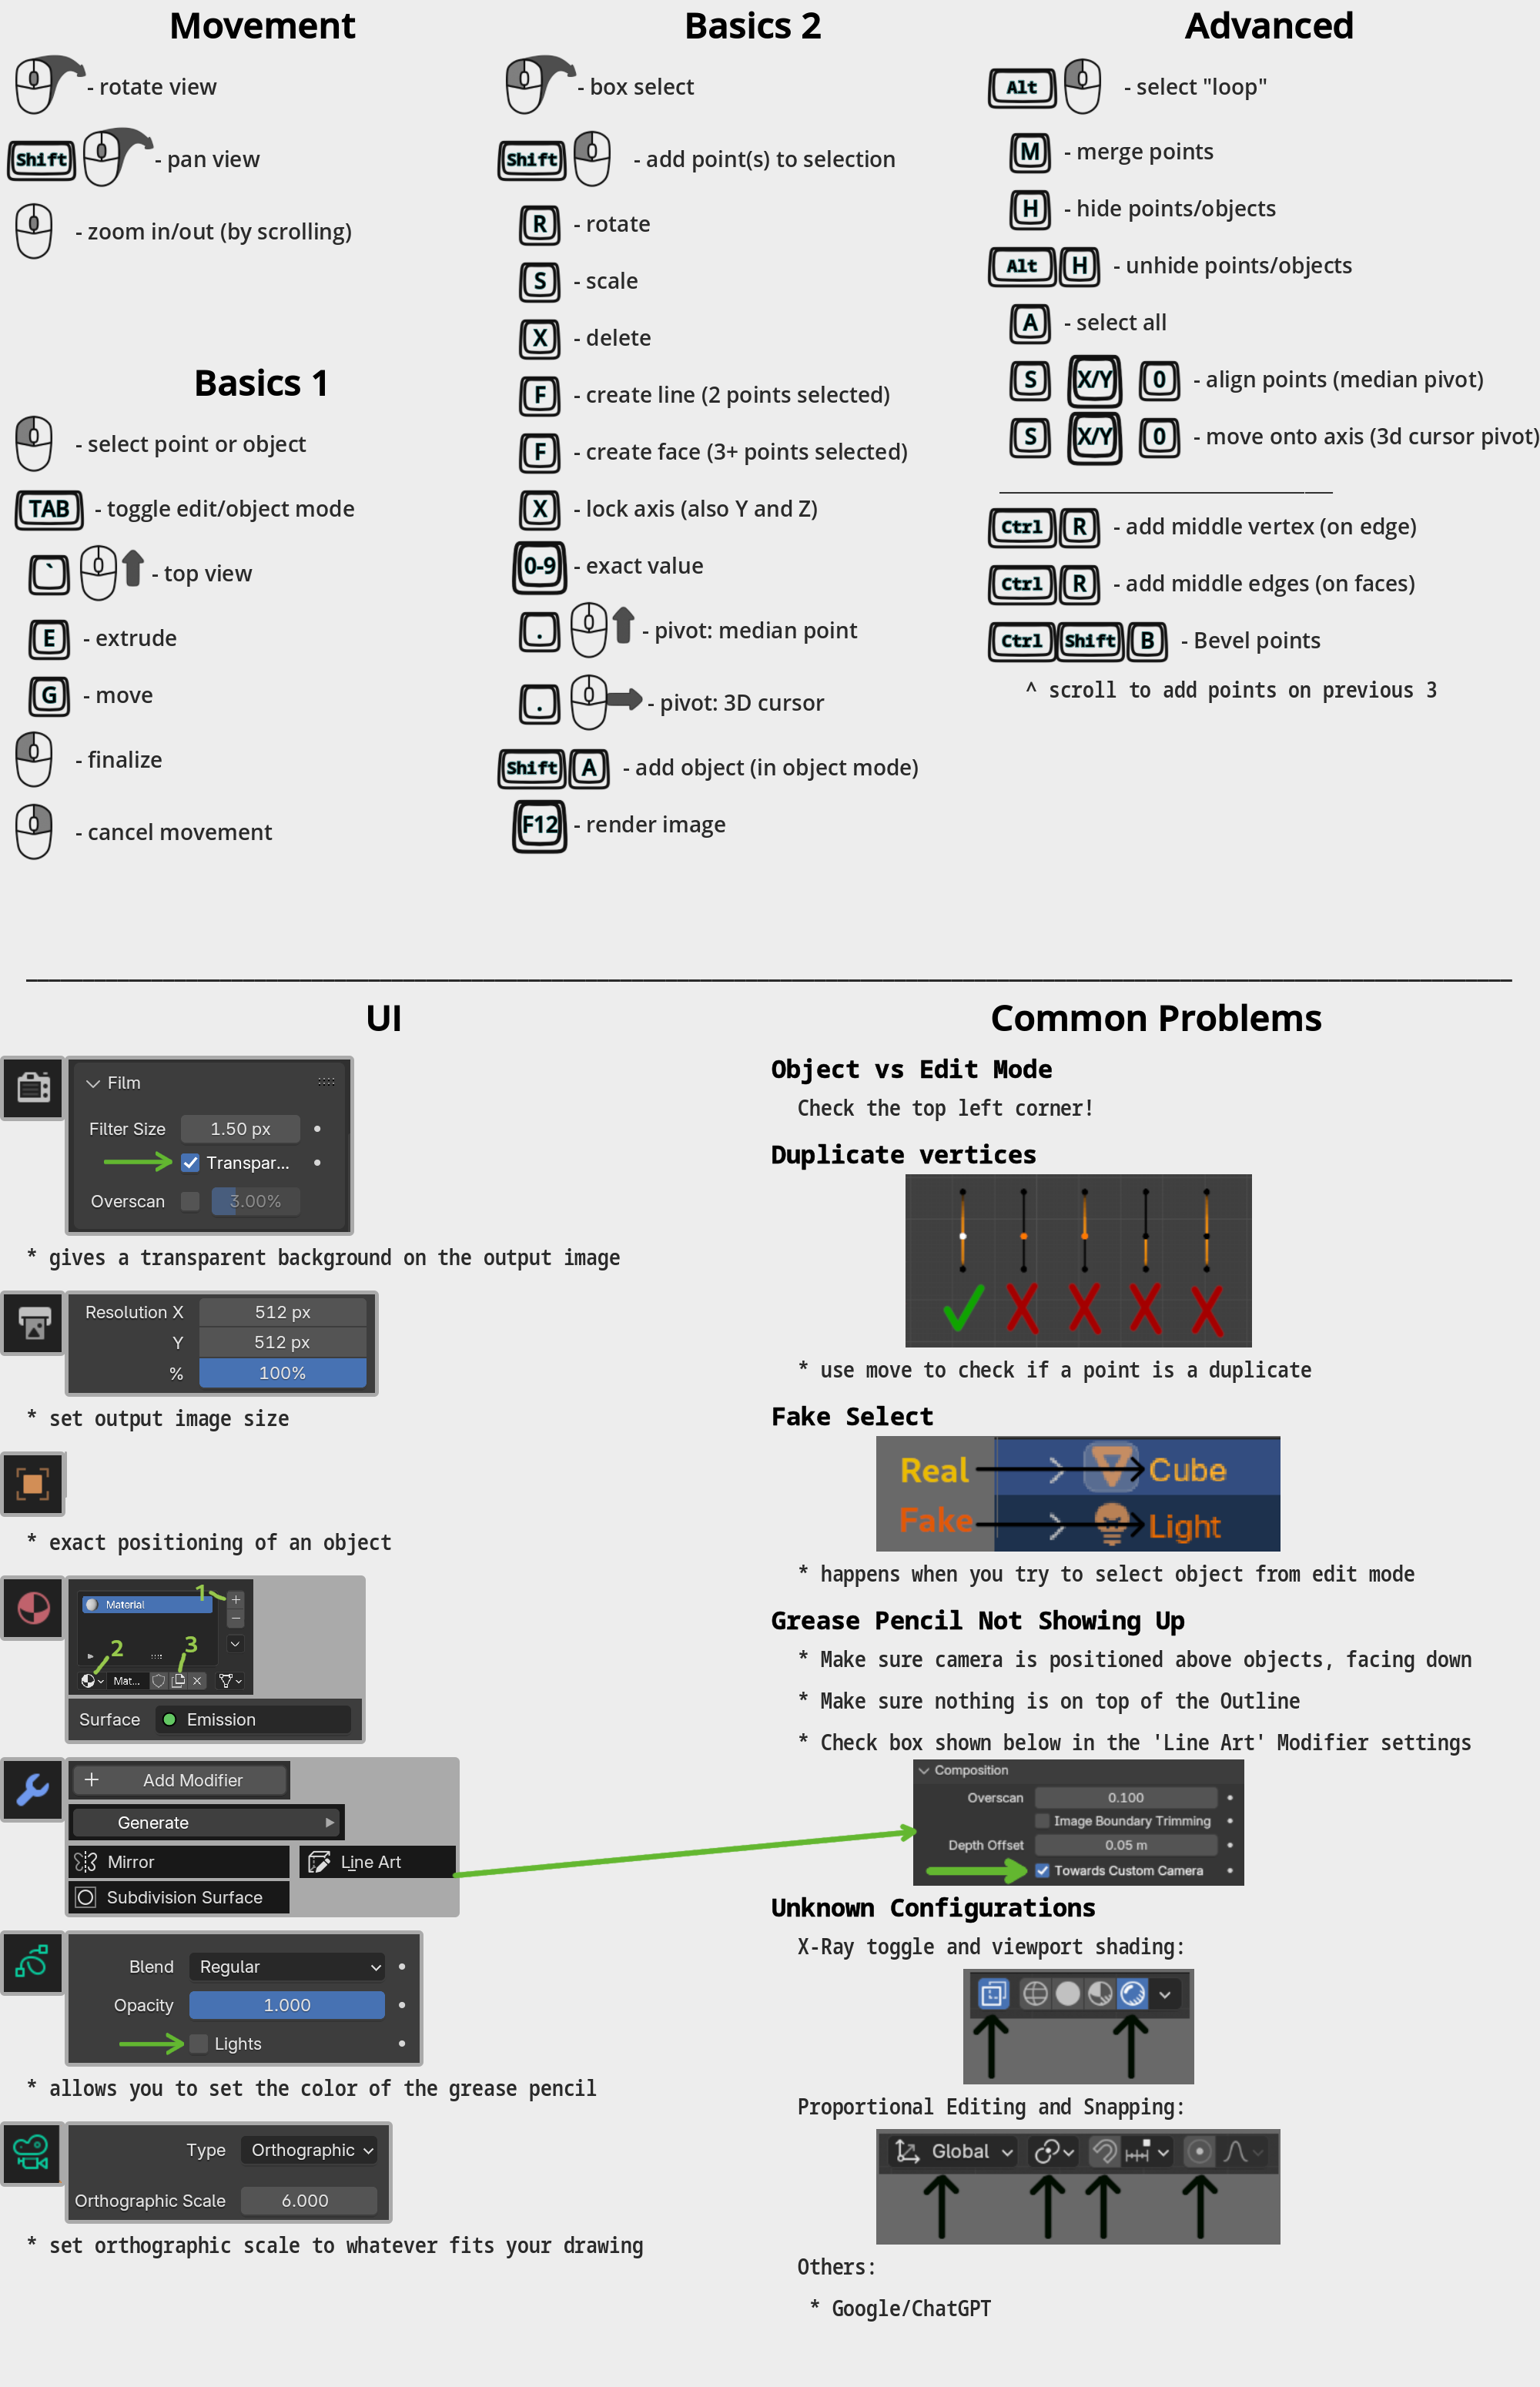 Movement
- rotate view
Shift - pan view
- zoom in/out (by scrolling)
Basics 1
- select point or object
TAB - toggle edit/object mode
` - top view
E - extrude
G - move
- finalize
- cancel movement
Basics 2
- box select
Shift - add point(s) to selection
R - rotate
S - scale
X - delete
F - create line (2 points selected)
F - create face (3+ points selected)
X - lock axis (also Y and Z)
0-9 - exact value
. - pivot: median point
. - pivot: 3D cursor
Shift A - add object (in object mode)
F12 - render image
Advanced
Alt - select "loop"
M - merge points
H - hide points/objects
Alt H - unhide points/objects
A - select all
S X/Y 0 - align points (median pivot)
S X/Y 0 - move onto axis (3d cursor pivot)
Ctrl R - add middle vertex (on edge)
Ctrl R - add middle edges (on faces)
Ctrl Shift B - Bevel points
^ scroll to add points on previous 3
UI
Film
Filter Size 1.50 px
Transpar...
Overscan 3.00%
* gives a transparent background on the output image
Resolution X 512 px
Y 512 px
% 100%
* set output image size
* exact positioning of an object
Material 1
2 3
Mat...
Surface Emission
+ Add Modifier
Generate
Mirror Line Art
Subdivision Surface
Blend Regular
Opacity 1.000
Lights
* allows you to set the color of the grease pencil
Type Orthographic
Orthographic Scale 6.000
* set orthographic scale to whatever fits your drawing
Common Problems
Object vs Edit Mode
Check the top left corner!
Duplicate vertices
* use move to check if a point is a duplicate
Fake Select
Real Cube
Fake Light
* happens when you try to select object from edit mode
Grease Pencil Not Showing Up
* Make sure camera is positioned above objects, facing down
* Make sure nothing is on top of the Outline
* Check box shown below in the 'Line Art' Modifier settings
Composition
Overscan 0.100
Image Boundary Trimming
Depth Offset 0.05 m
Towards Custom Camera
Unknown Configurations
X-Ray toggle and viewport shading:
Proportional Editing and Snapping:
Global
Others:
* Google/ChatGPT